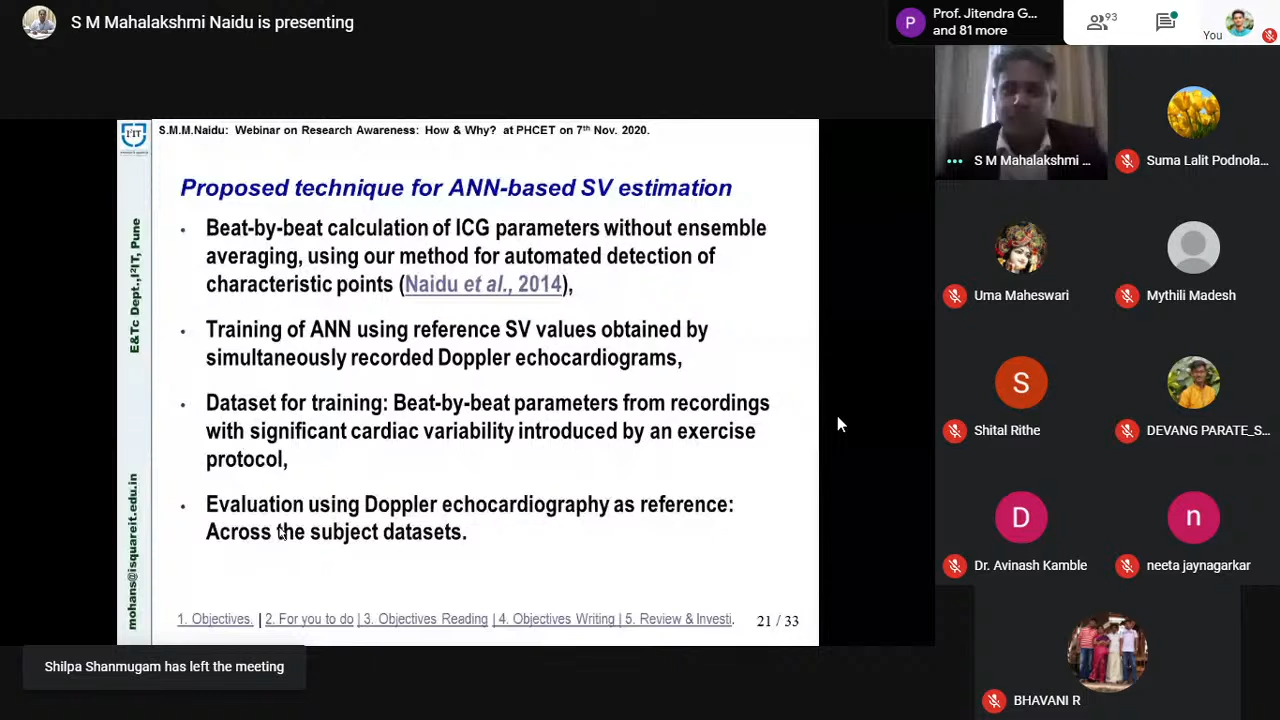 S M Mahalakshmi Naidu is presenting
P
Prof. Jitendra G...
and 81 more
93
You
I²IT
S.M.M.Naidu: Webinar on Research Awareness: How & Why? at PHCET on 7th Nov. 2020.
Proposed technique for ANN-based SV estimation
• Beat-by-beat calculation of ICG parameters without ensemble
averaging, using our method for automated detection of
characteristic points (Naidu et al., 2014),
• Training of ANN using reference SV values obtained by
simultaneously recorded Doppler echocardiograms,
• Dataset for training: Beat-by-beat parameters from recordings
with significant cardiac variability introduced by an exercise
protocol,
• Evaluation using Doppler echocardiography as reference:
Across the subject datasets.
E&Tc Dept.,I²IT, Pune
mohans@isquareit.edu.in
1. Objectives. | 2. For you to do | 3. Objectives Reading | 4. Objectives Writing | 5. Review & Investi.
21 / 33
Shilpa Shanmugam has left the meeting
S M Mahalakshmi ...
Suma Lalit Podnola...
Uma Maheswari
Mythili Madesh
S
Shital Rithe
DEVANG PARATE_S...
D
Dr. Avinash Kamble
n
neeta jaynagarkar
BHAVANI R